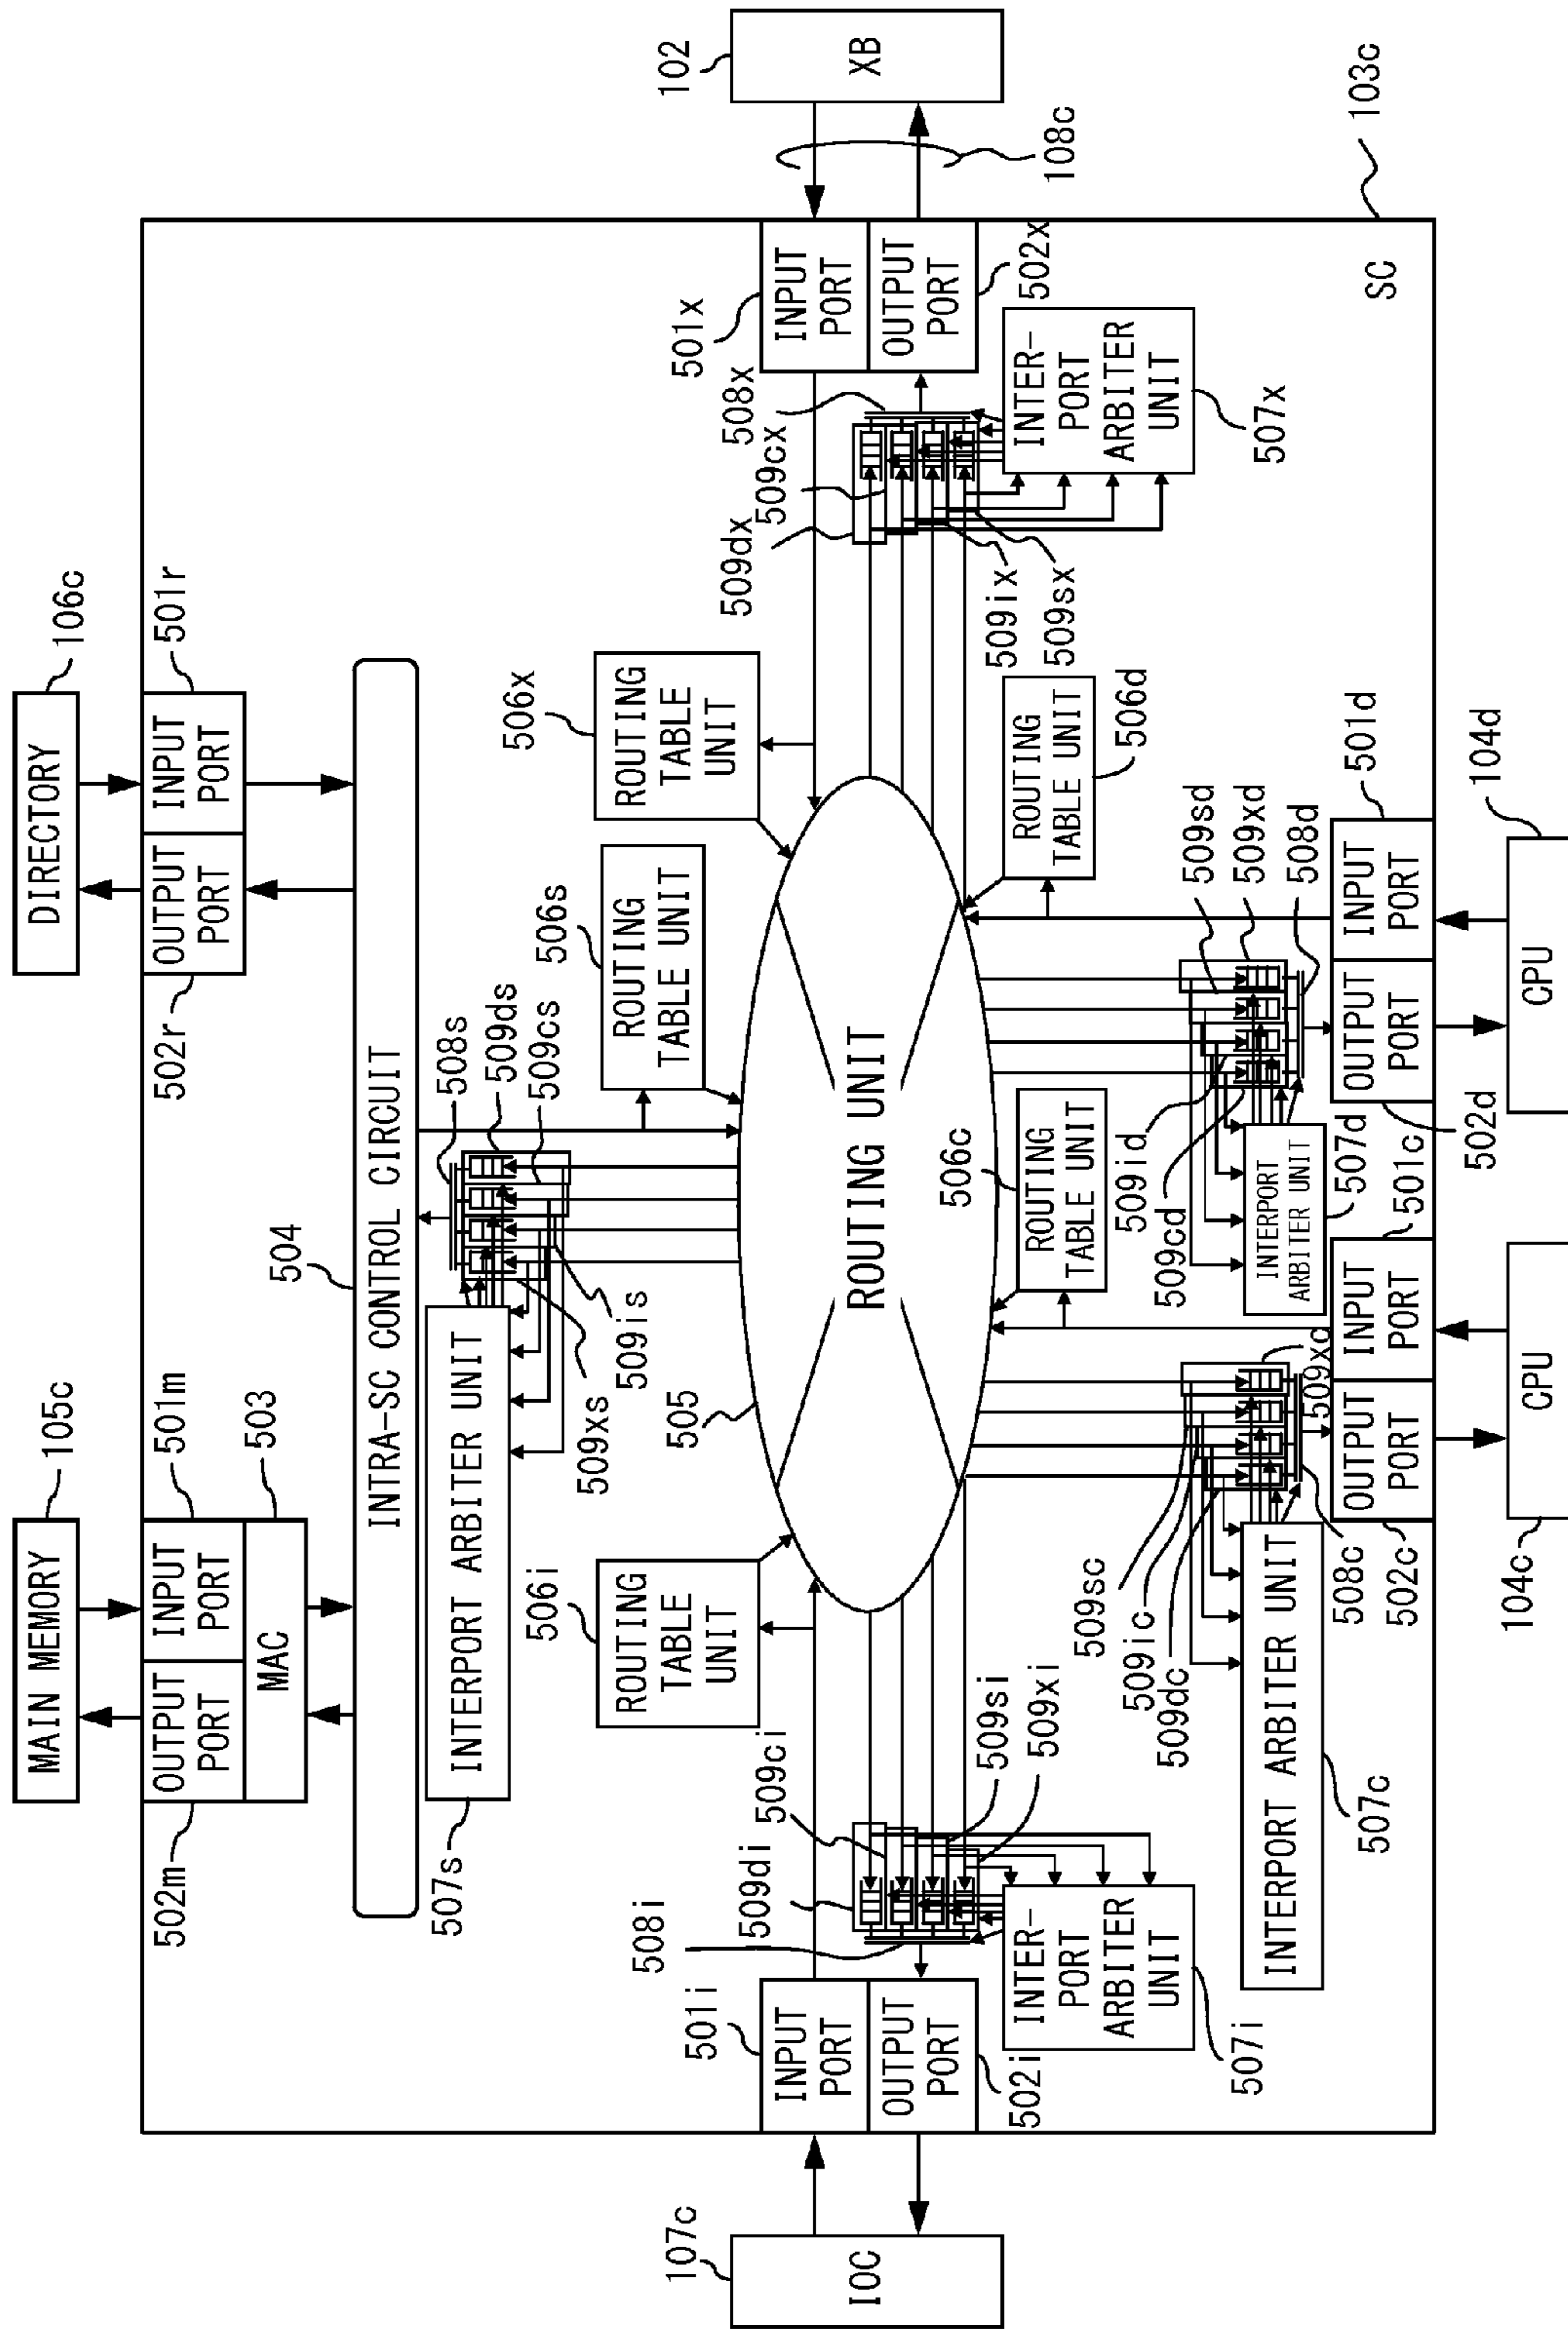 MAIN MEMORY
105c
DIRECTORY
106c
502m
OUTPUT
PORT
INPUT
PORT
501m
MAC
503
502r
OUTPUT
PORT
INPUT
PORT
501r
INTRA-SC CONTROL CIRCUIT
504
507s
INTERPORT ARBITER UNIT
508s
509ds
509cs
509is
509xs
506s
ROUTING
TABLE UNIT
506i
ROUTING
TABLE
UNIT
506x
ROUTING
TABLE
UNIT
505
ROUTING UNIT
107c
IOC
501i
INPUT
PORT
OUTPUT
PORT
502i
508i
509di
509ci
509si
509xi
INTER-
PORT
ARBITER
UNIT
507i
102
XB
108c
501x
INPUT
PORT
OUTPUT
PORT
502x
508x
509cx
509dx
509ix
509sx
INTER-
PORT
ARBITER
UNIT
507x
506c
ROUTING
TABLE UNIT
506d
ROUTING
TABLE UNIT
509sc
509ic
509dc
509xc
508c
INTERPORT ARBITER UNIT
507c
502c
OUTPUT
PORT
INPUT
PORT
501c
509id
509cd
509sd
509xd
508d
INTERPORT
ARBITER UNIT
507d
502d
OUTPUT
PORT
INPUT
PORT
501d
SC
103c
104c
CPU
CPU
104d